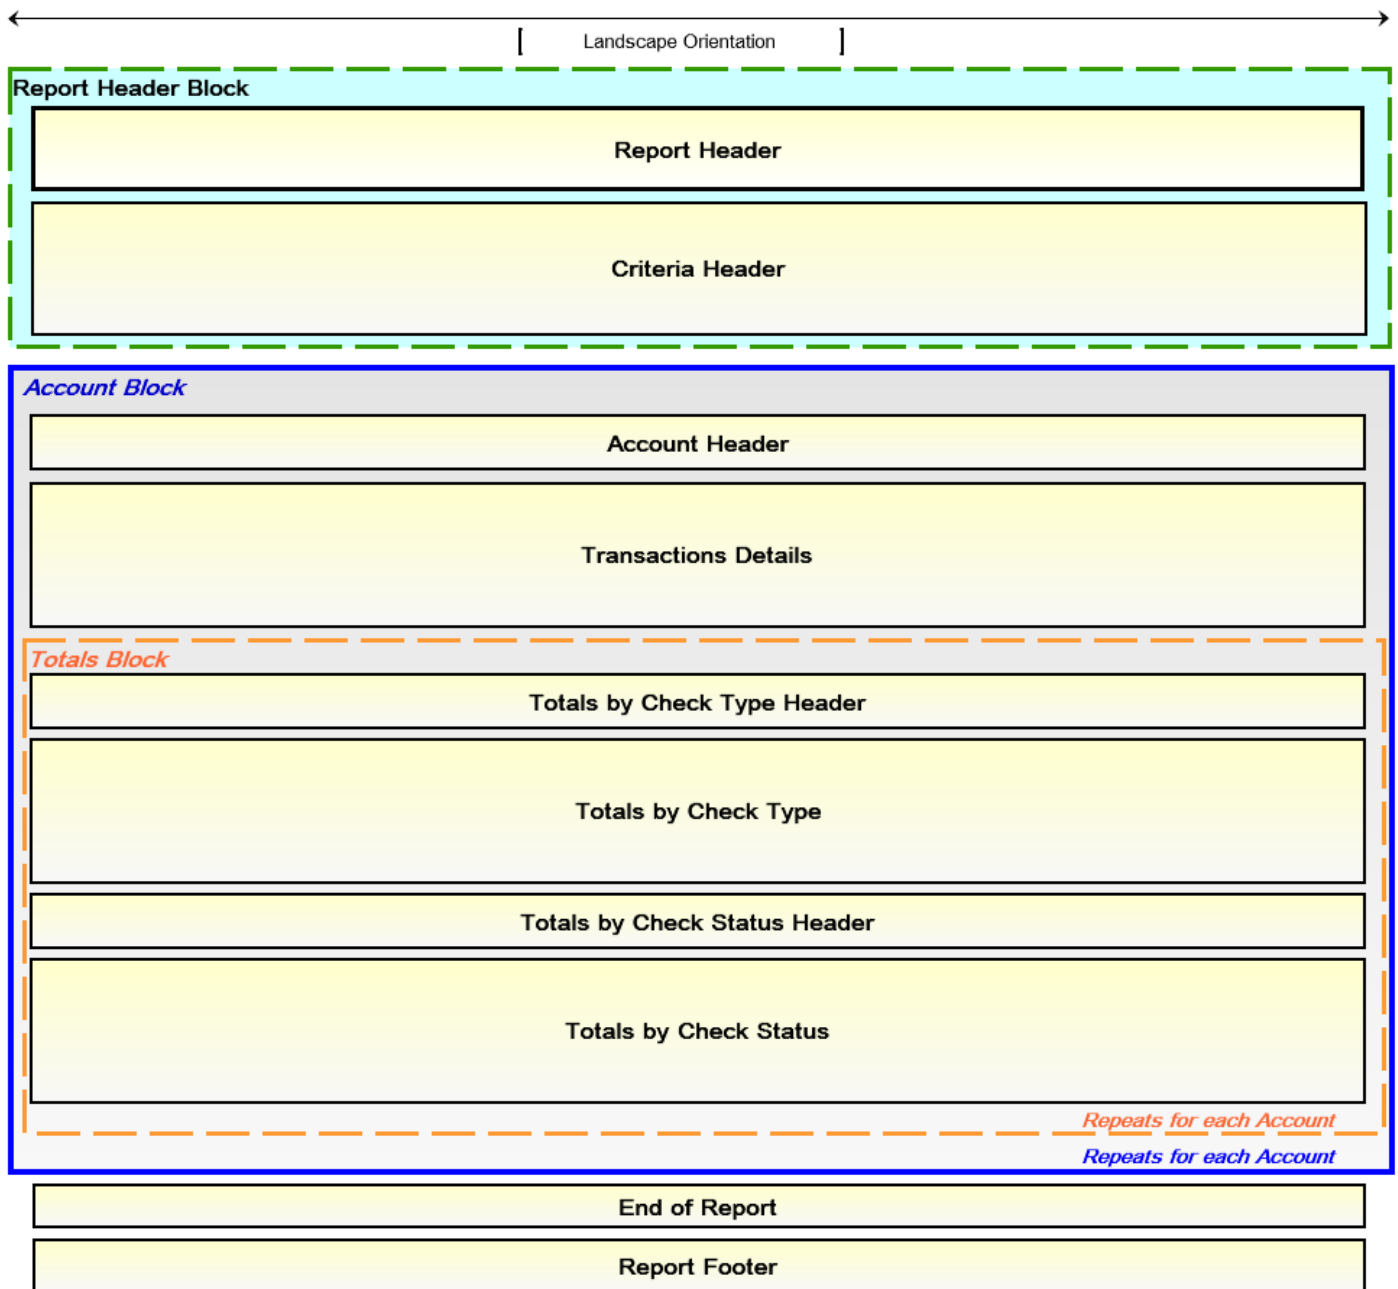 Landscape Orientation
Report Header Block
Report Header
Criteria Header
Account Block
Account Header
Transactions Details
Totals Block
Totals by Check Type Header
Totals by Check Type
Totals by Check Status Header
Totals by Check Status
Repeats for each Account
Repeats for each Account
End of Report
Report Footer